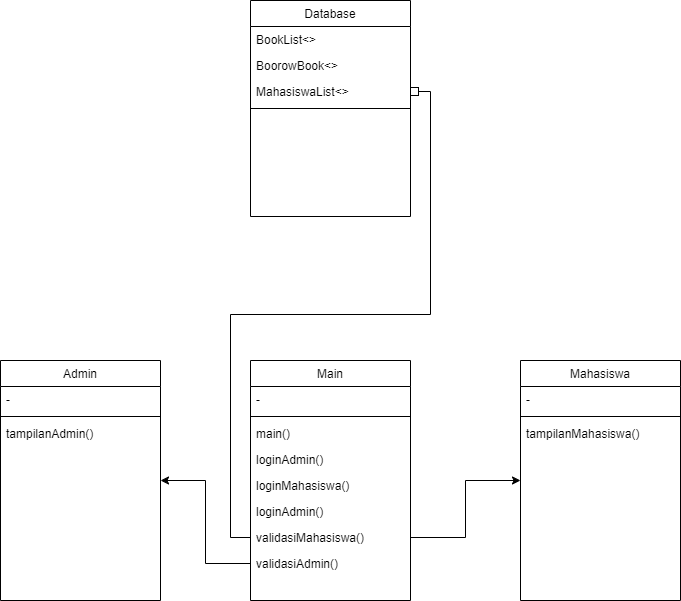 Database
BookList<>
BoorowBook<>
MahasiswaList<>
Admin
-
tampilanAdmin()
Main
-
main()
loginAdmin()
loginMahasiswa()
loginAdmin()
validasiMahasiswa()
validasiAdmin()
Mahasiswa
-
tampilanMahasiswa()